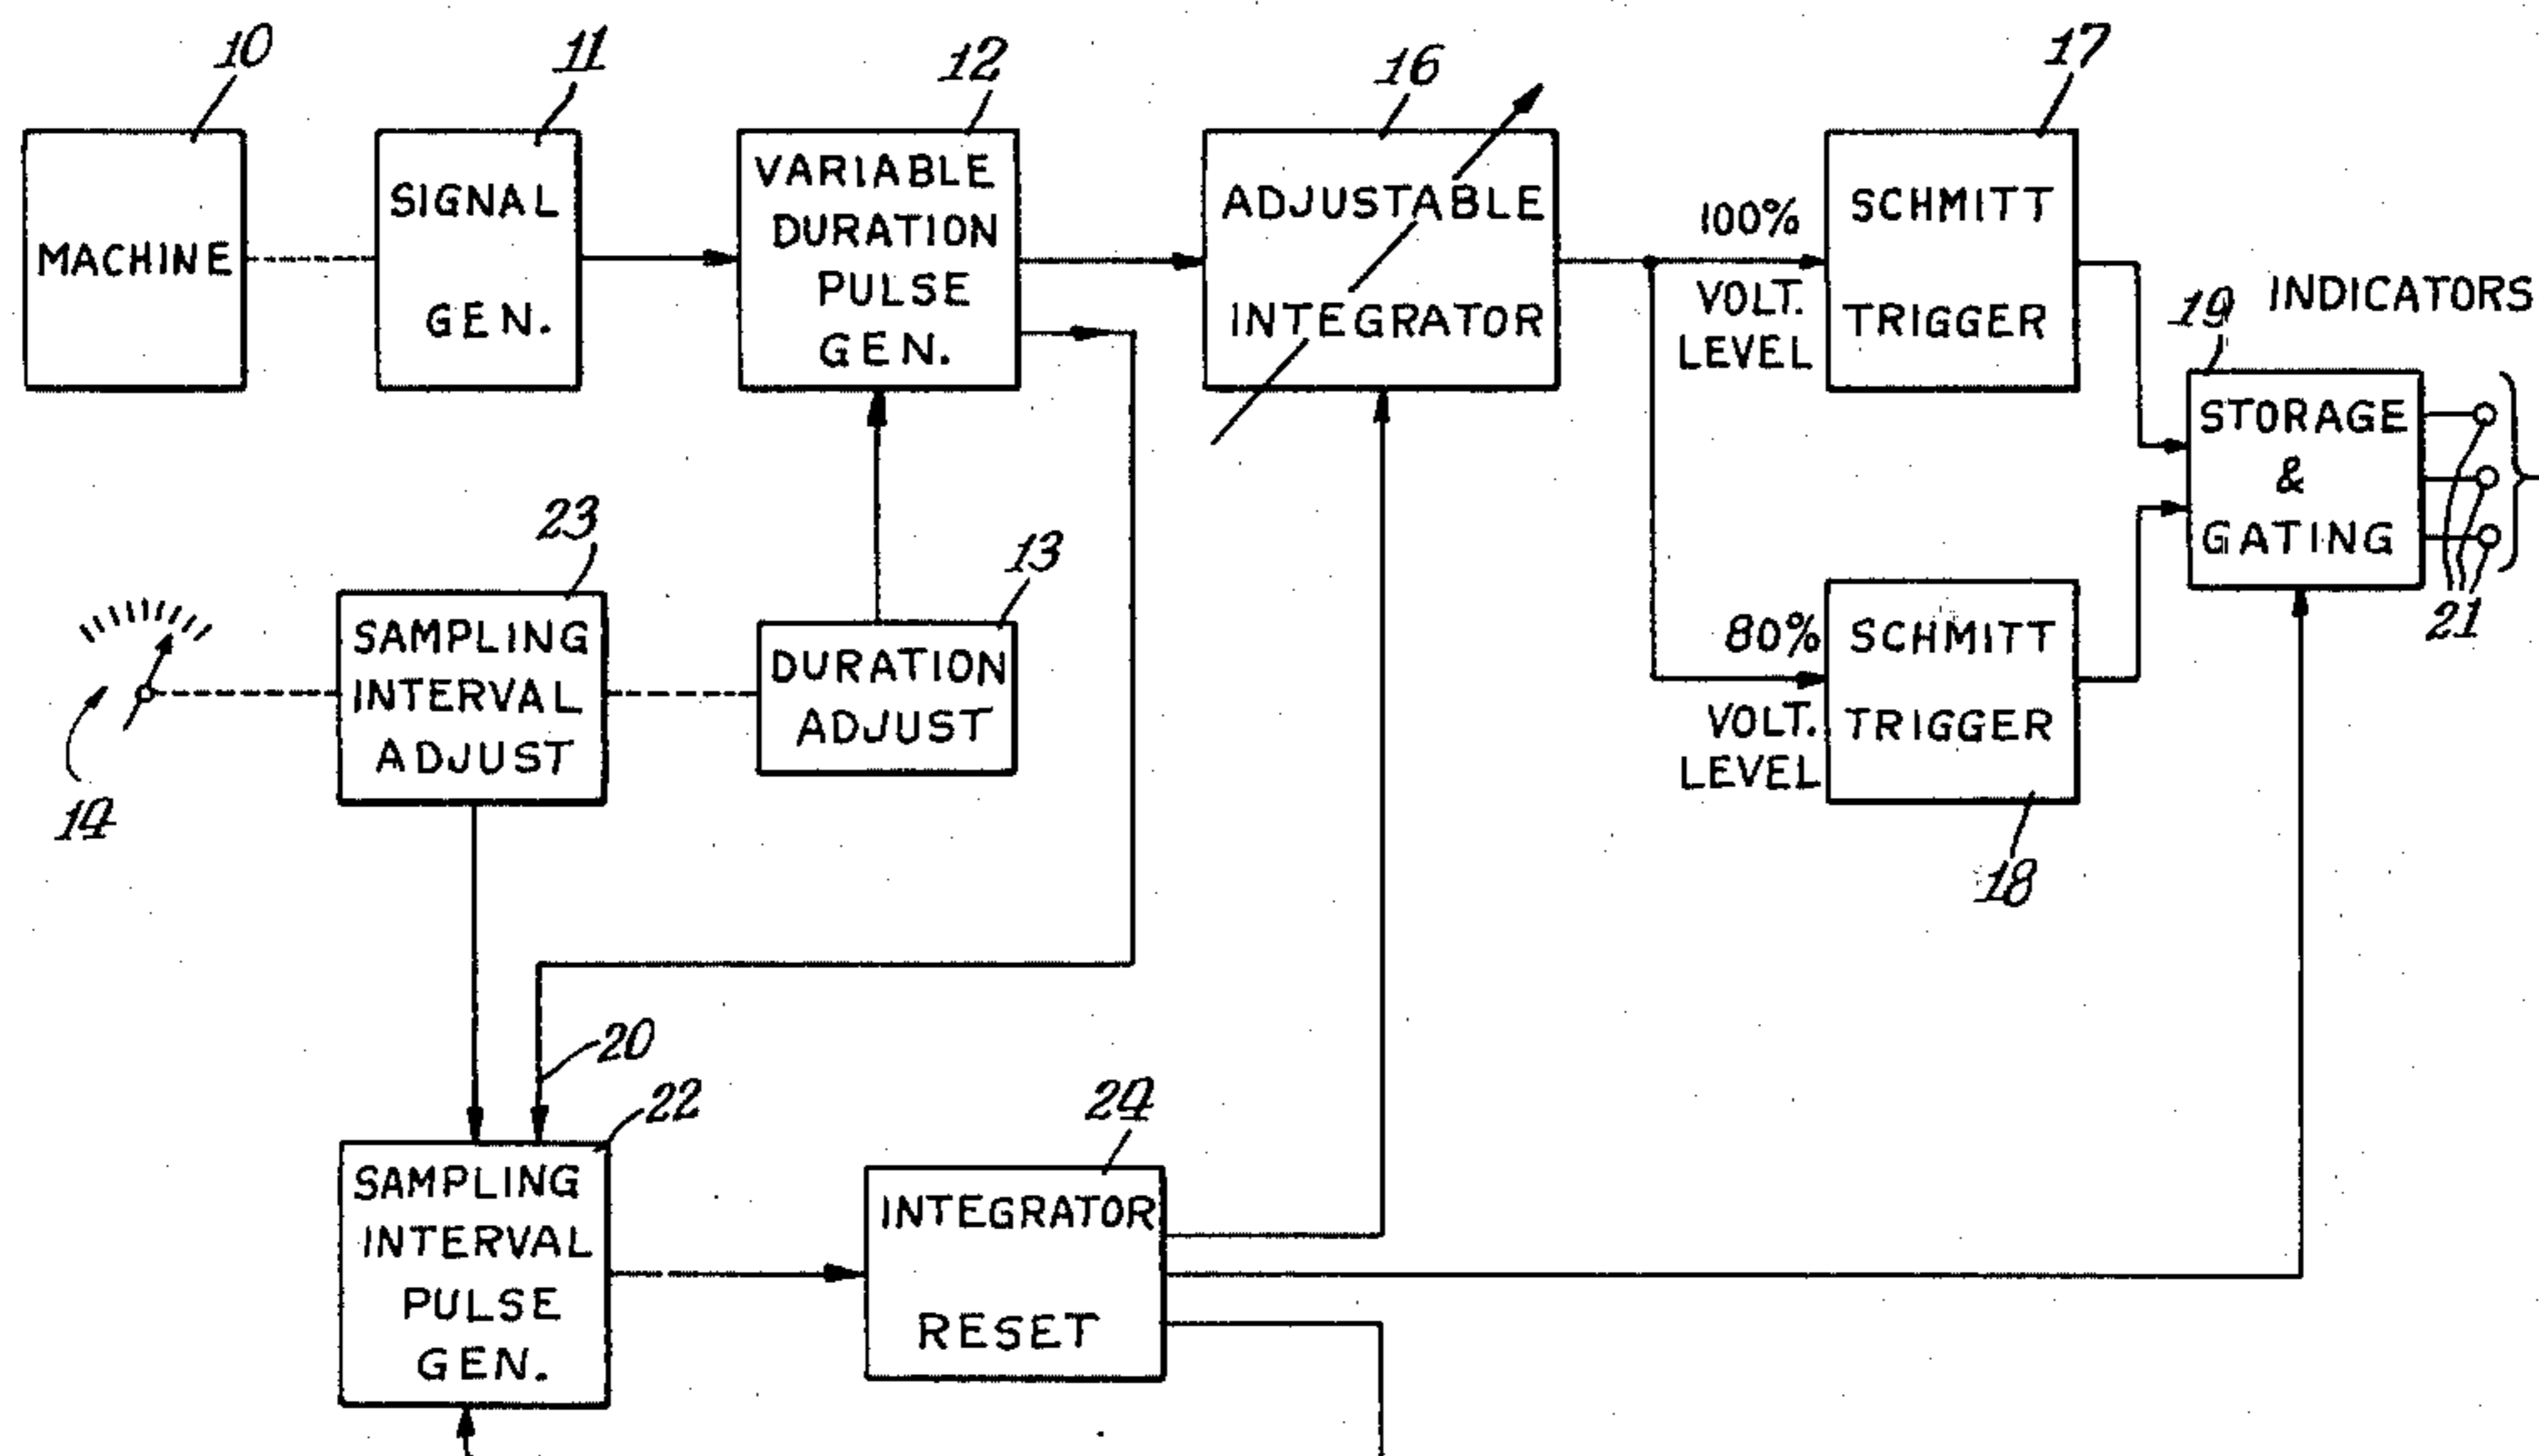 10
11
12
16
17
MACHINE
SIGNAL
GEN.
VARIABLE
DURATION
PULSE
GEN.
ADJUSTABLE
INTEGRATOR
100%
VOLT.
LEVEL
SCHMITT
TRIGGER
INDICATORS
19
STORAGE
&
GATING
21
14
23
SAMPLING
INTERVAL
ADJUST
13
DURATION
ADJUST
80%
VOLT.
LEVEL
SCHMITT
TRIGGER
18
20
22
SAMPLING
INTERVAL
PULSE
GEN.
24
INTEGRATOR
RESET